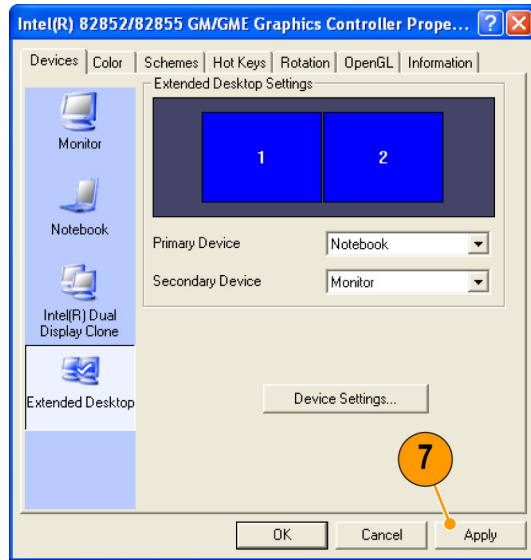 Intel(R) 82852/82855 GM/GME Graphics Controller Prope...
Devices
Color
Schemes
Hot Keys
Rotation
OpenGL
Information
Monitor
Notebook
Intel(R) Dual
Display Clone
Extended Desktop
Extended Desktop Settings
1
2
Primary Device
Notebook
Secondary Device
Monitor
Device Settings...
7
OK
Cancel
Apply